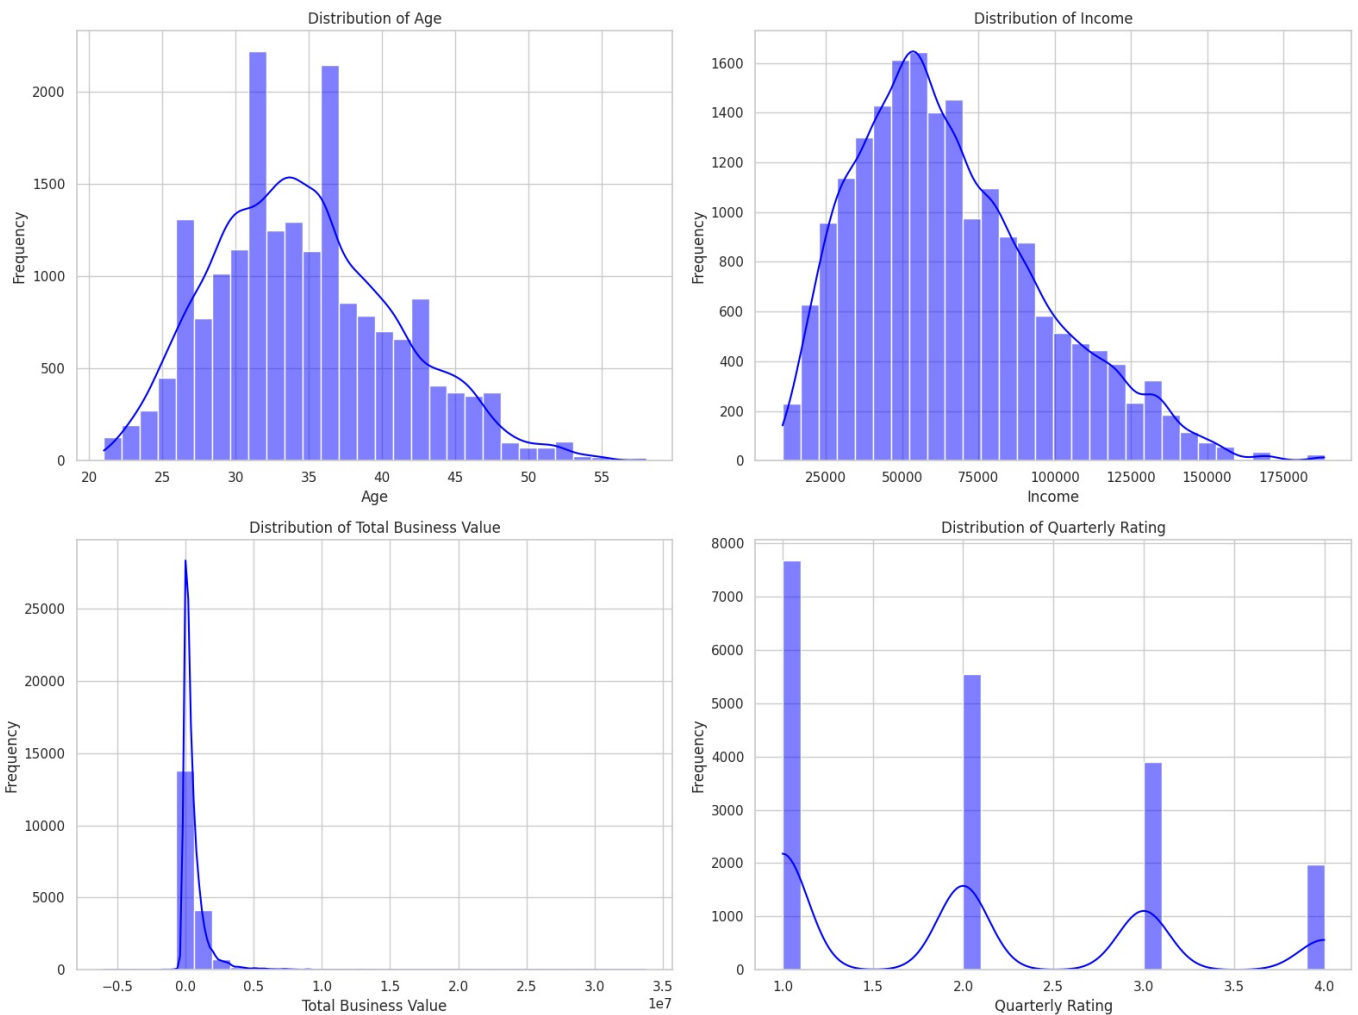 Distribution of Age
Frequency
2000
1500
1000
500
0
20 25 30 35 40 45 50 55
Age
Distribution of Income
Frequency
1600
1400
1200
1000
800
600
400
200
0
25000 50000 75000 100000 125000 150000 175000
Income
Distribution of Total Business Value
Frequency
25000
20000
15000
10000
5000
0
−0.5 0.0 0.5 1.0 1.5 2.0 2.5 3.0 3.5
1e7
Total Business Value
Distribution of Quarterly Rating
Frequency
8000
7000
6000
5000
4000
3000
2000
1000
0
1.0 1.5 2.0 2.5 3.0 3.5 4.0
Quarterly Rating